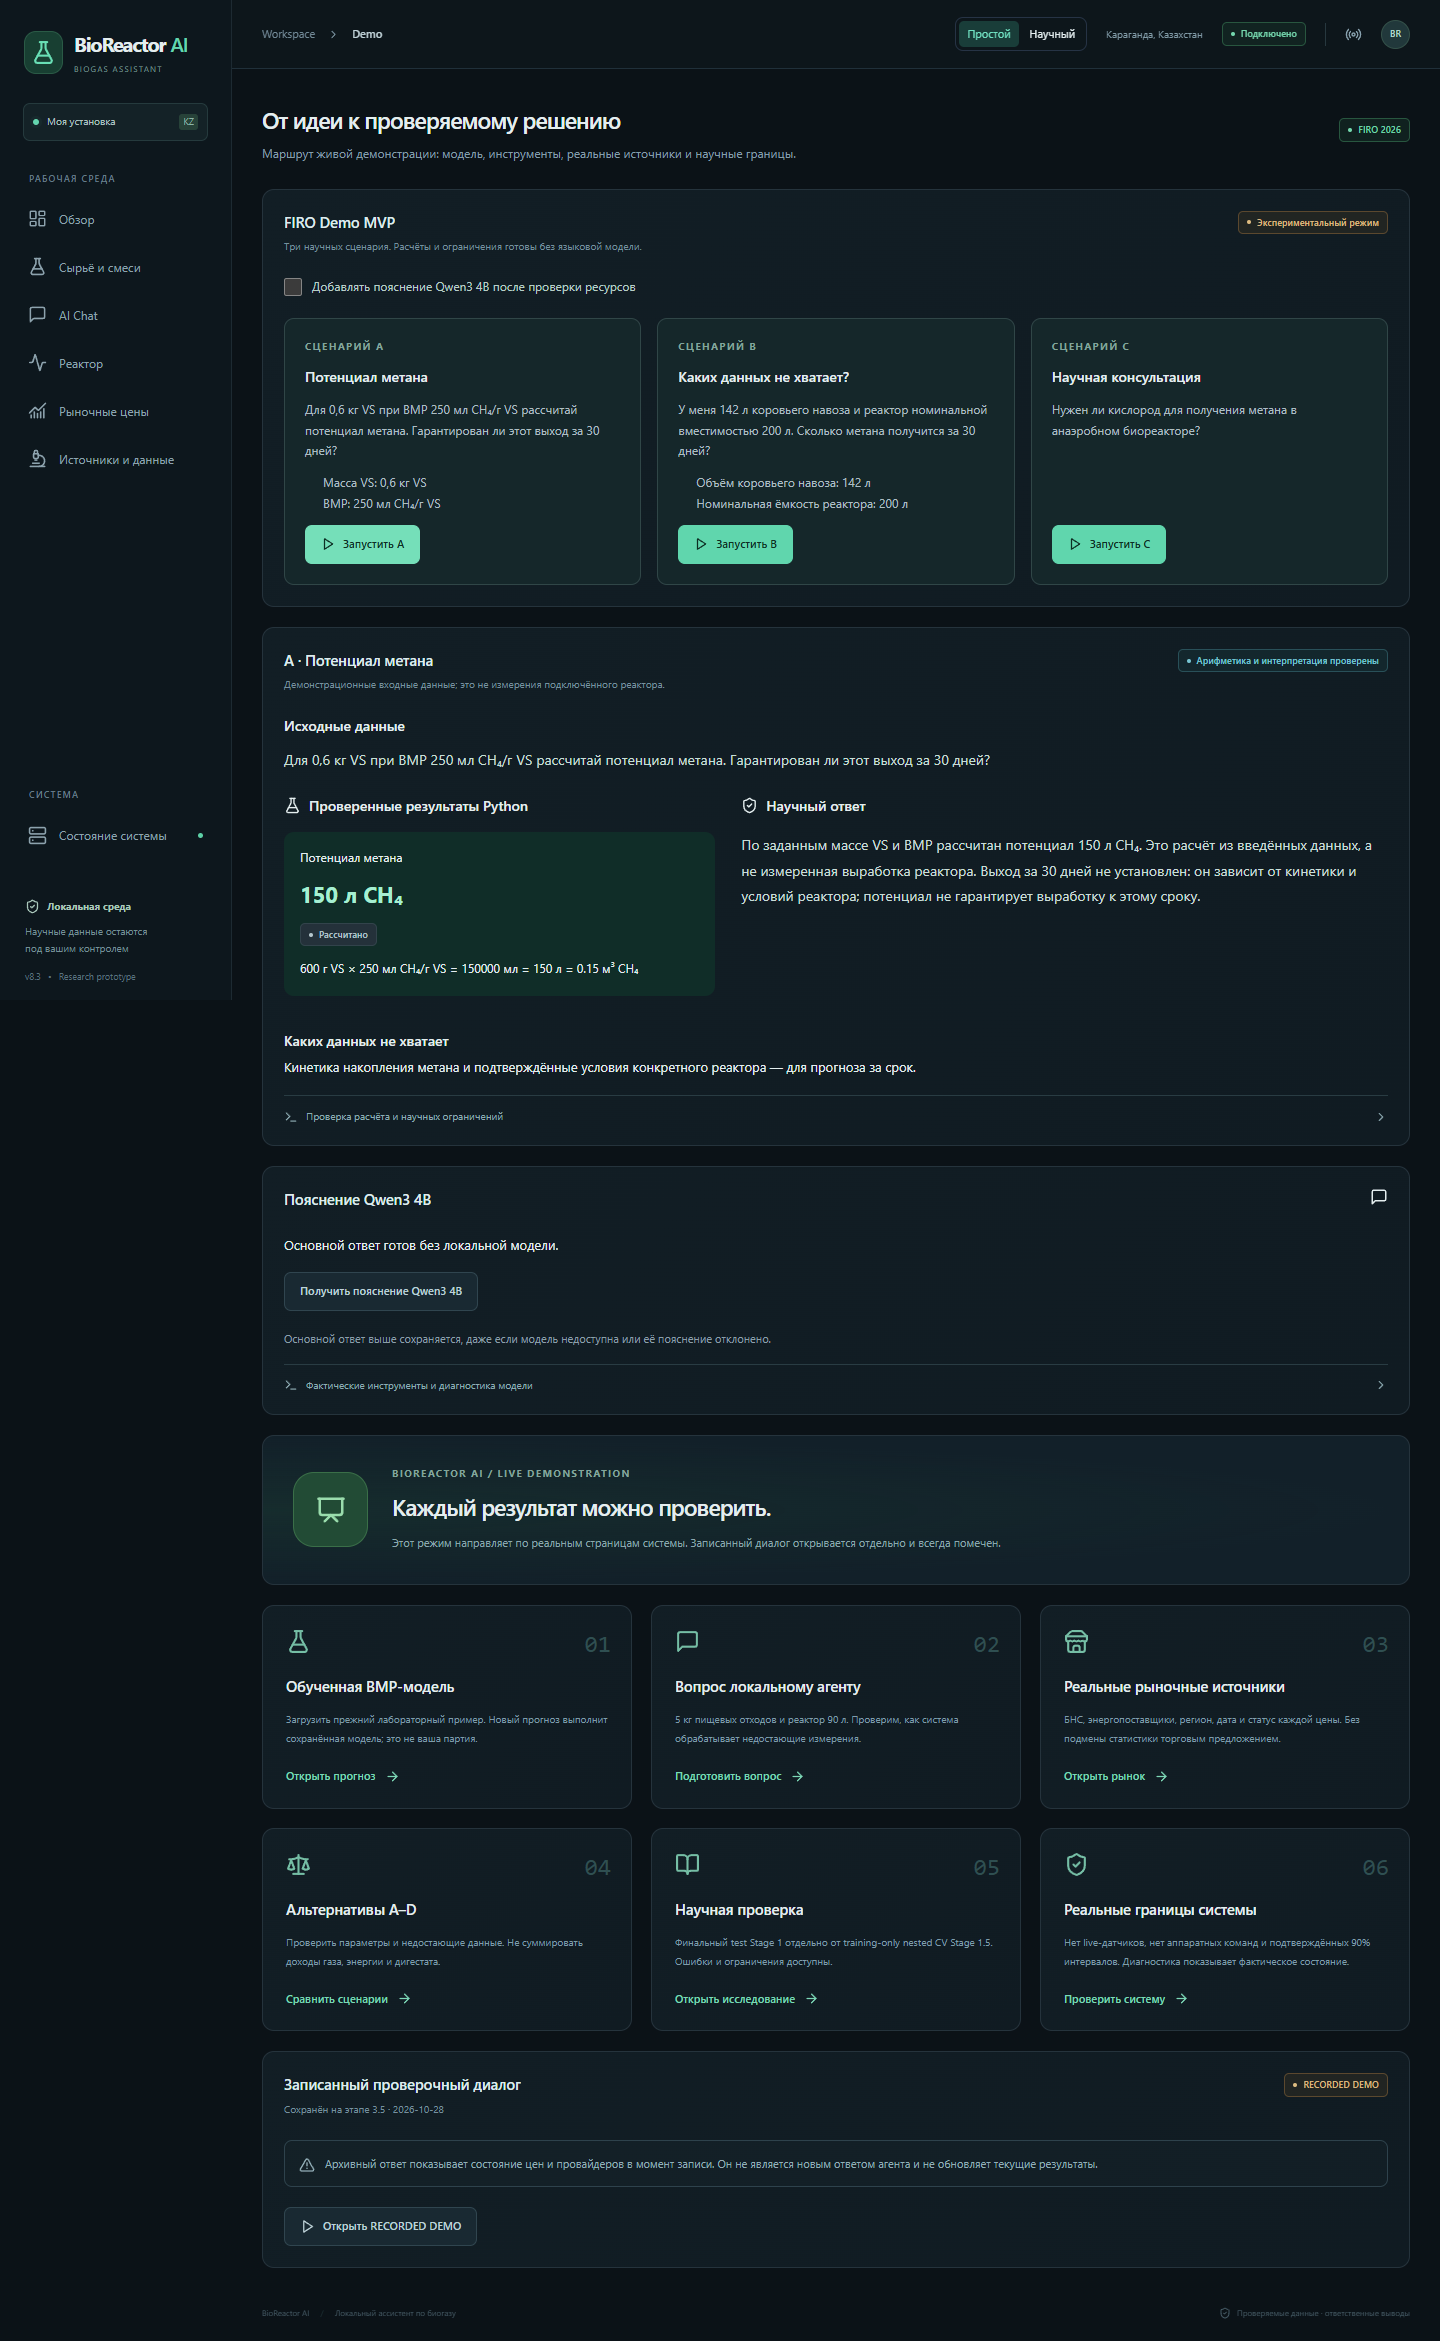 BioReactor AI
BIOGAS ASSISTANT
Моя установка
KZ
РАБОЧАЯ СРЕДА
Обзор
Сырьё и смеси
AI Chat
Реактор
Рыночные цены
Источники и данные
СИСТЕМА
Состояние системы
Локальная среда
Научные данные остаются
под вашим контролем
v8.3 • Research prototype
Workspace > Demo
Простой
Научный
Караганда, Казахстан
Подключено
BR
От идеи к проверяемому решению
Маршрут живой демонстрации: модель, инструменты, реальные источники и научные границы.
FIRO 2026
FIRO Demo MVP
Три научных сценария. Расчёты и ограничения готовы без языковой модели.
Экспериментальный режим
Добавлять пояснение Qwen3 4B после проверки ресурсов
СЦЕНАРИЙ A
Потенциал метана
Для 0,6 кг VS при BMP 250 мл CH₄/г VS рассчитай
потенциал метана. Гарантирован ли этот выход за 30
дней?
Масса VS: 0,6 кг VS
BMP: 250 мл CH₄/г VS
Запустить A
СЦЕНАРИЙ B
Каких данных не хватает?
У меня 142 л коровьего навоза и реактор номинальной
вместимостью 200 л. Сколько метана получится за 30
дней?
Объём коровьего навоза: 142 л
Номинальная ёмкость реактора: 200 л
Запустить B
СЦЕНАРИЙ C
Научная консультация
Нужен ли кислород для получения метана в
анаэробном биореакторе?
Запустить C
A · Потенциал метана
Демонстрационные входные данные; это не измерения подключённого реактора.
Арифметика и интерпретация проверены
Исходные данные
Для 0,6 кг VS при BMP 250 мл CH₄/г VS рассчитай потенциал метана. Гарантирован ли этот выход за 30 дней?
Проверенные результаты Python
Потенциал метана
150 л CH₄
Рассчитано
600 г VS × 250 мл CH₄/г VS = 150000 мл = 150 л = 0.15 м³ CH₄
Научный ответ
По заданным массе VS и BMP рассчитан потенциал 150 л CH₄. Это расчёт из введённых данных, а
не измеренная выработка реактора. Выход за 30 дней не установлен: он зависит от кинетики и
условий реактора; потенциал не гарантирует выработку к этому сроку.
Каких данных не хватает
Кинетика накопления метана и подтверждённые условия конкретного реактора — для прогноза за срок.
Проверка расчёта и научных ограничений
Пояснение Qwen3 4B
Основной ответ готов без локальной модели.
Получить пояснение Qwen3 4B
Основной ответ выше сохраняется, даже если модель недоступна или её пояснение отклонено.
Фактические инструменты и диагностика модели
BIOREACTOR AI / LIVE DEMONSTRATION
Каждый результат можно проверить.
Этот режим направляет по реальным страницам системы. Записанный диалог открывается отдельно и всегда помечен.
01
Обученная BMP-модель
Загрузить прежний лабораторный пример. Новый прогноз выполнит
сохранённая модель; это не ваша партия.
Открыть прогноз
02
Вопрос локальному агенту
5 кг пищевых отходов и реактор 90 л. Проверим, как система
обрабатывает недостающие измерения.
Подготовить вопрос
03
Реальные рыночные источники
БНС, энергопоставщики, регион, дата и статус каждой цены. Без
подмены статистики торговым предложением.
Открыть рынок
04
Альтернативы A–D
Проверить параметры и недостающие данные. Не суммировать
доходы газа, энергии и дигестата.
Сравнить сценарии
05
Научная проверка
Финальный test Stage 1 отдельно от training-only nested CV Stage 1.5.
Ошибки и ограничения доступны.
Открыть исследование
06
Реальные границы системы
Нет live-датчиков, нет аппаратных команд и подтверждённых 90%
интервалов. Диагностика показывает фактическое состояние.
Проверить систему
Записанный проверочный диалог
Сохранён на этапе 3.5 · 2026-10-28
RECORDED DEMO
Архивный ответ показывает состояние цен и провайдеров в момент записи. Он не является новым ответом агента и не обновляет текущие результаты.
Открыть RECORDED DEMO
BioReactor AI / Локальный ассистент по биогазу
Проверяемые данные · ответственные выводы